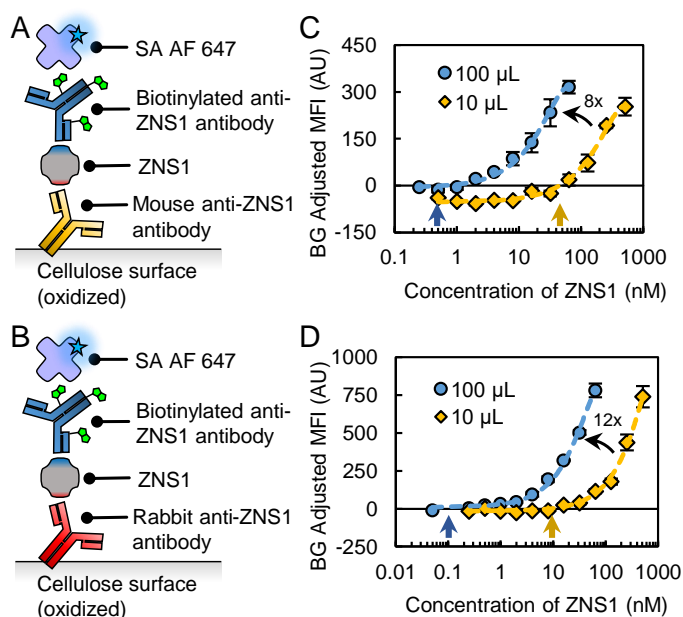 A
SA AF 647
Biotinylated anti-
ZNS1 antibody
ZNS1
Mouse anti-ZNS1
antibody
Cellulose surface
(oxidized)
C
BG Adjusted MFI (AU)
450
300
150
0
-150
100 µL
10 µL
8x
0.1
1
10
100
1000
Concentration of ZNS1 (nM)
B
SA AF 647
Biotinylated anti-
ZNS1 antibody
ZNS1
Rabbit anti-ZNS1
antibody
Cellulose surface
(oxidized)
D
BG Adjusted MFI (AU)
1000
750
500
250
0
-250
100 µL
10 µL
12x
0.01
0.1
1
10
100
1000
Concentration of ZNS1 (nM)